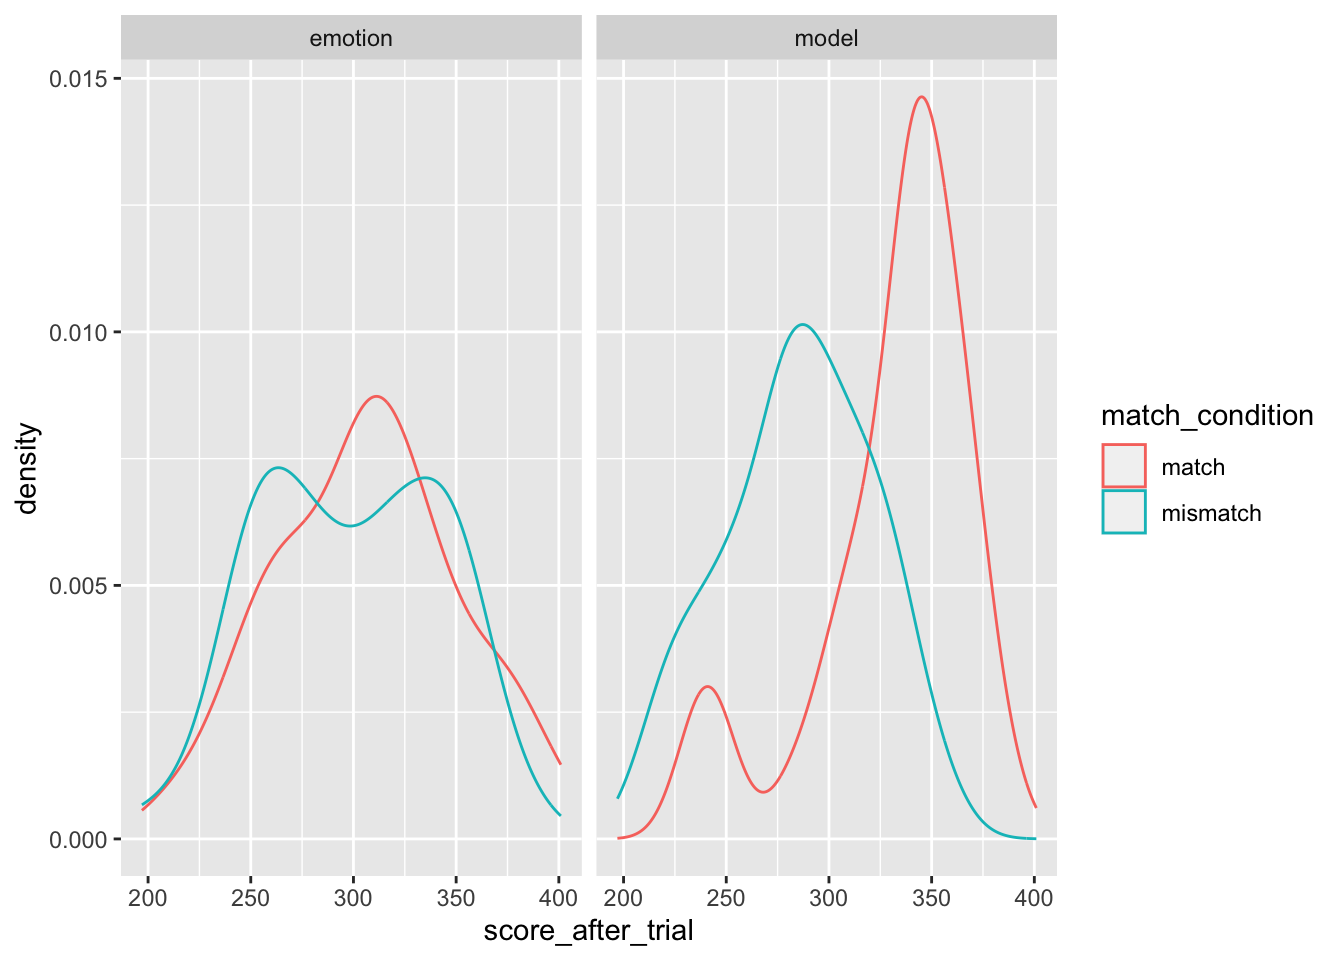 emotion
model
0.015
0.010
0.005
0.000
density
200 250 300 350 400
200 250 300 350 400
score_after_trial
match_condition
match
mismatch